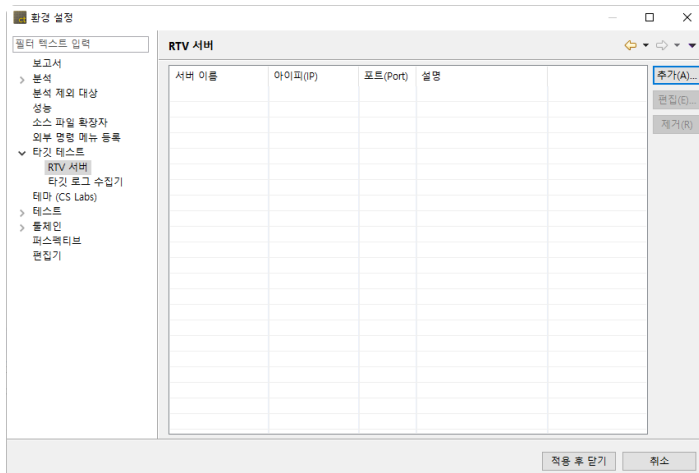 환경 설정
필터 텍스트 입력
보고서
분석
분석 제외 대상
성능
소스 파일 확장자
외부 명령 메뉴 등록
타깃 테스트
RTV 서버
타깃 로그 수집기
테마 (CS Labs)
테스트
툴체인
퍼스펙티브
편집기
RTV 서버
서버 이름 아이피(IP) 포트(Port) 설명
추가(A)...
편집(E)...
제거(R)
적용 후 닫기 취소